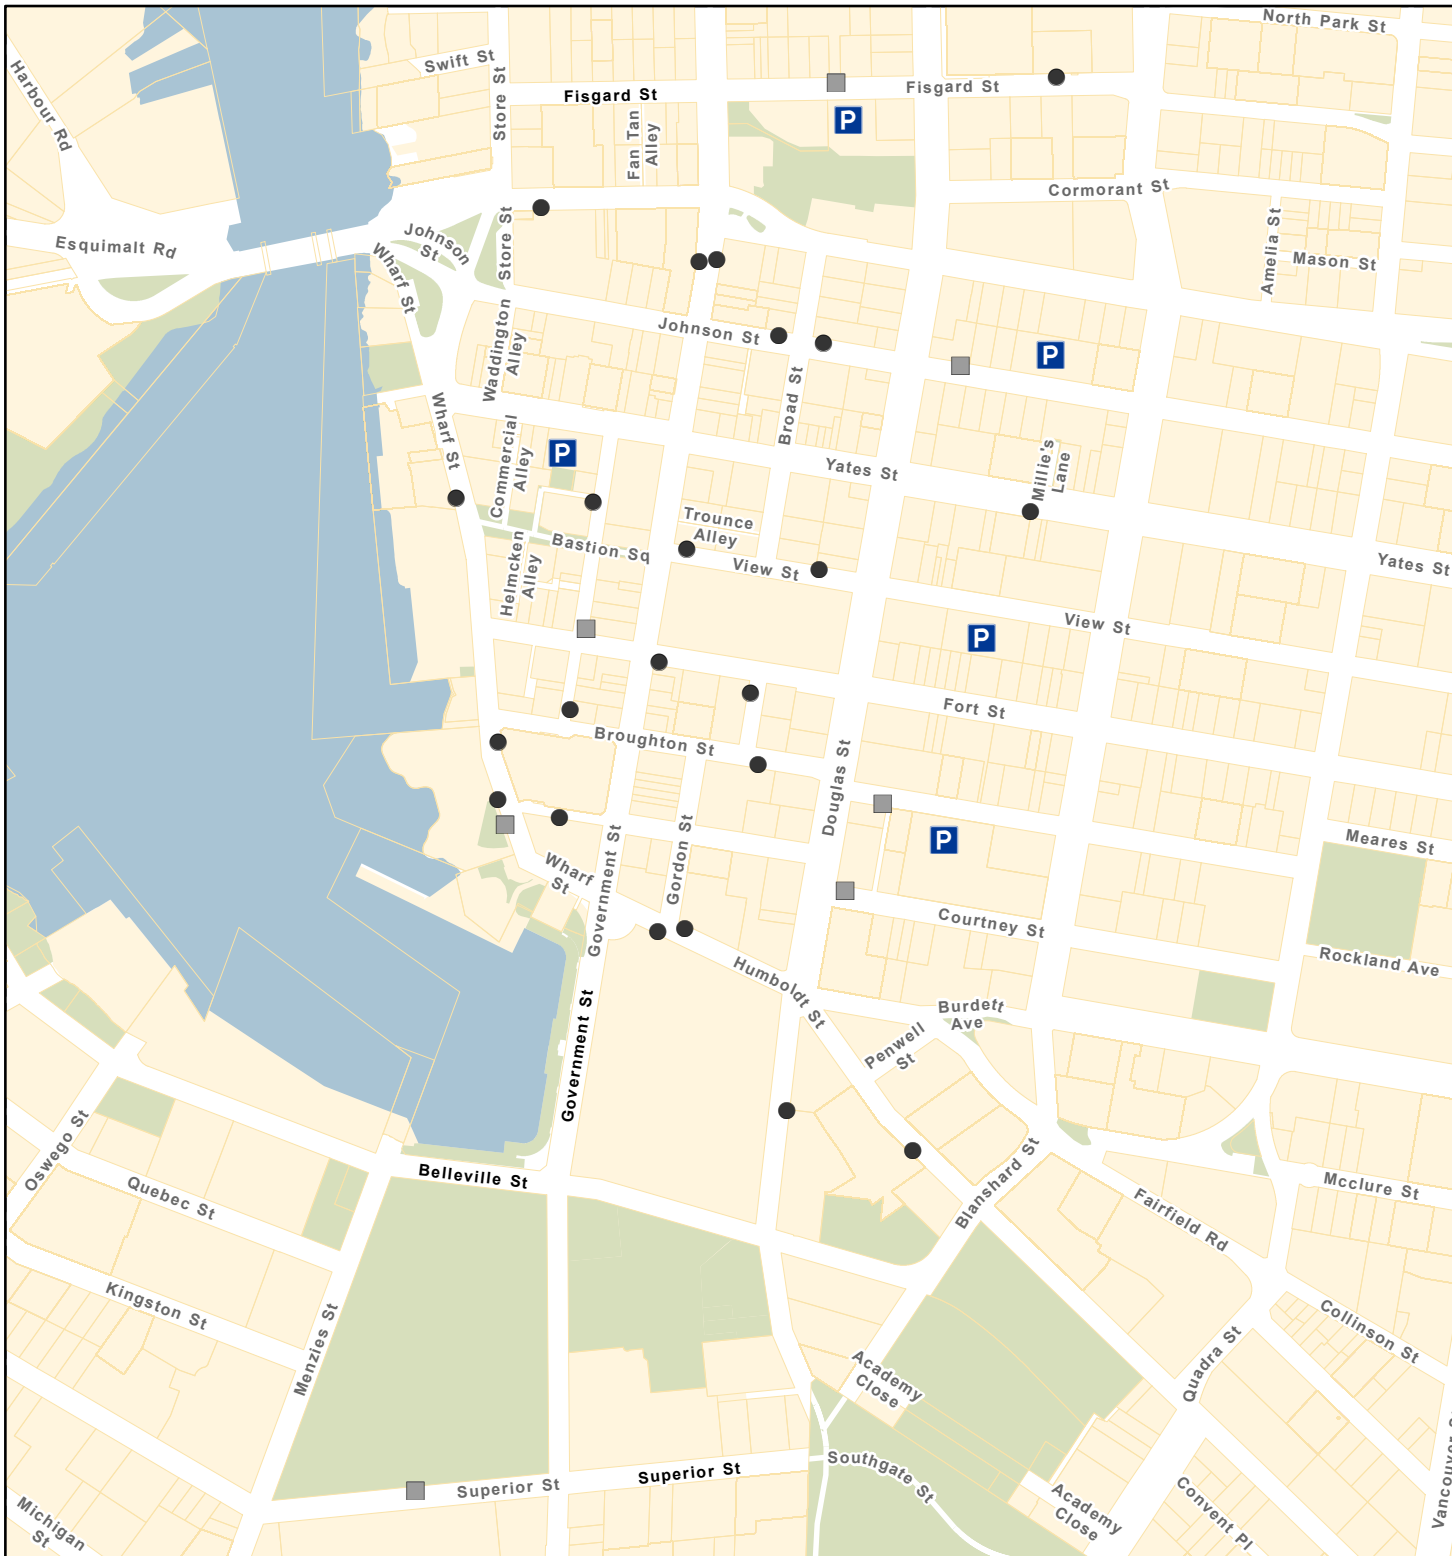 North Park St
Swift St
Harbour Rd
Store St
Fisgard St
Fisgard St
P
Fan Tan
Alley
Cormorant St
Amelia St
Esquimalt Rd
Johnson
St
Store St
Wharf St
Mason St
Waddington
Alley
Johnson St
P
Broad St
Wharf St
Commercial
Alley
P
Yates St
Millie's
Lane
Trounce
Alley
Bastion Sq
Helmcken
Alley
View St
Yates St
View St
P
Fort St
Broughton St
Douglas St
P
Meares St
Wharf
St
Government St
Gordon St
Courtney St
Rockland Ave
Humboldt St
Burdett
Ave
Penwell
St
Government St
Oswego St
Belleville St
Quebec St
Blanshard St
Mcclure St
Fairfield Rd
Kingston St
Menzies St
Collinson St
Quadra St
Academy
Close
Superior St
Superior St
Southgate St
Academy
Close
Convent Pl
Michigan
St
Vancouver